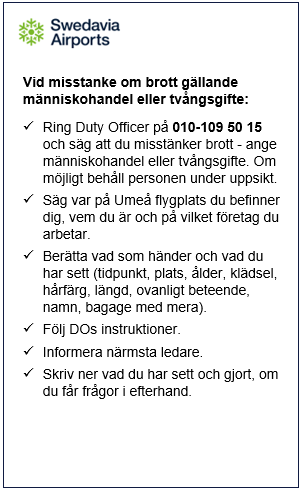 Swedavia
Airports
Vid misstanke om brott gällande
människohandel eller tvångsgifte:
✓ Ring Duty Officer på 010-109 50 15
och säg att du misstänker brott - ange
människohandel eller tvångsgifte. Om
möjligt behåll personen under uppsikt.
✓ Säg var på Umeå flygplats du befinner
dig, vem du är och på vilket företag du
arbetar.
✓ Berätta vad som händer och vad du
har sett (tidpunkt, plats, ålder, klädsel,
hårfärg, längd, ovanligt beteende,
namn, bagage med mera).
✓ Följ DOs instruktioner.
✓ Informera närmsta ledare.
✓ Skriv ner vad du har sett och gjort, om
du får frågor i efterhand.